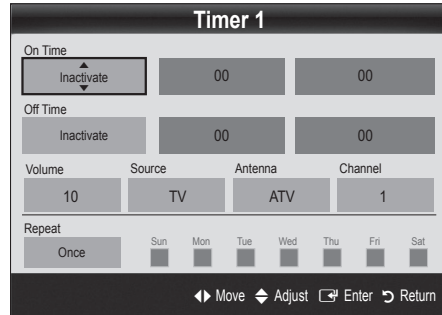 Timer 1
On Time
Inactivate 00 00
Off Time
Inactivate 00 00
Volume Source Antenna Channel
10 TV ATV 1
Repeat
Sun Mon Tue Wed Thu Fri Sat
Once
Move Adjust Enter Return